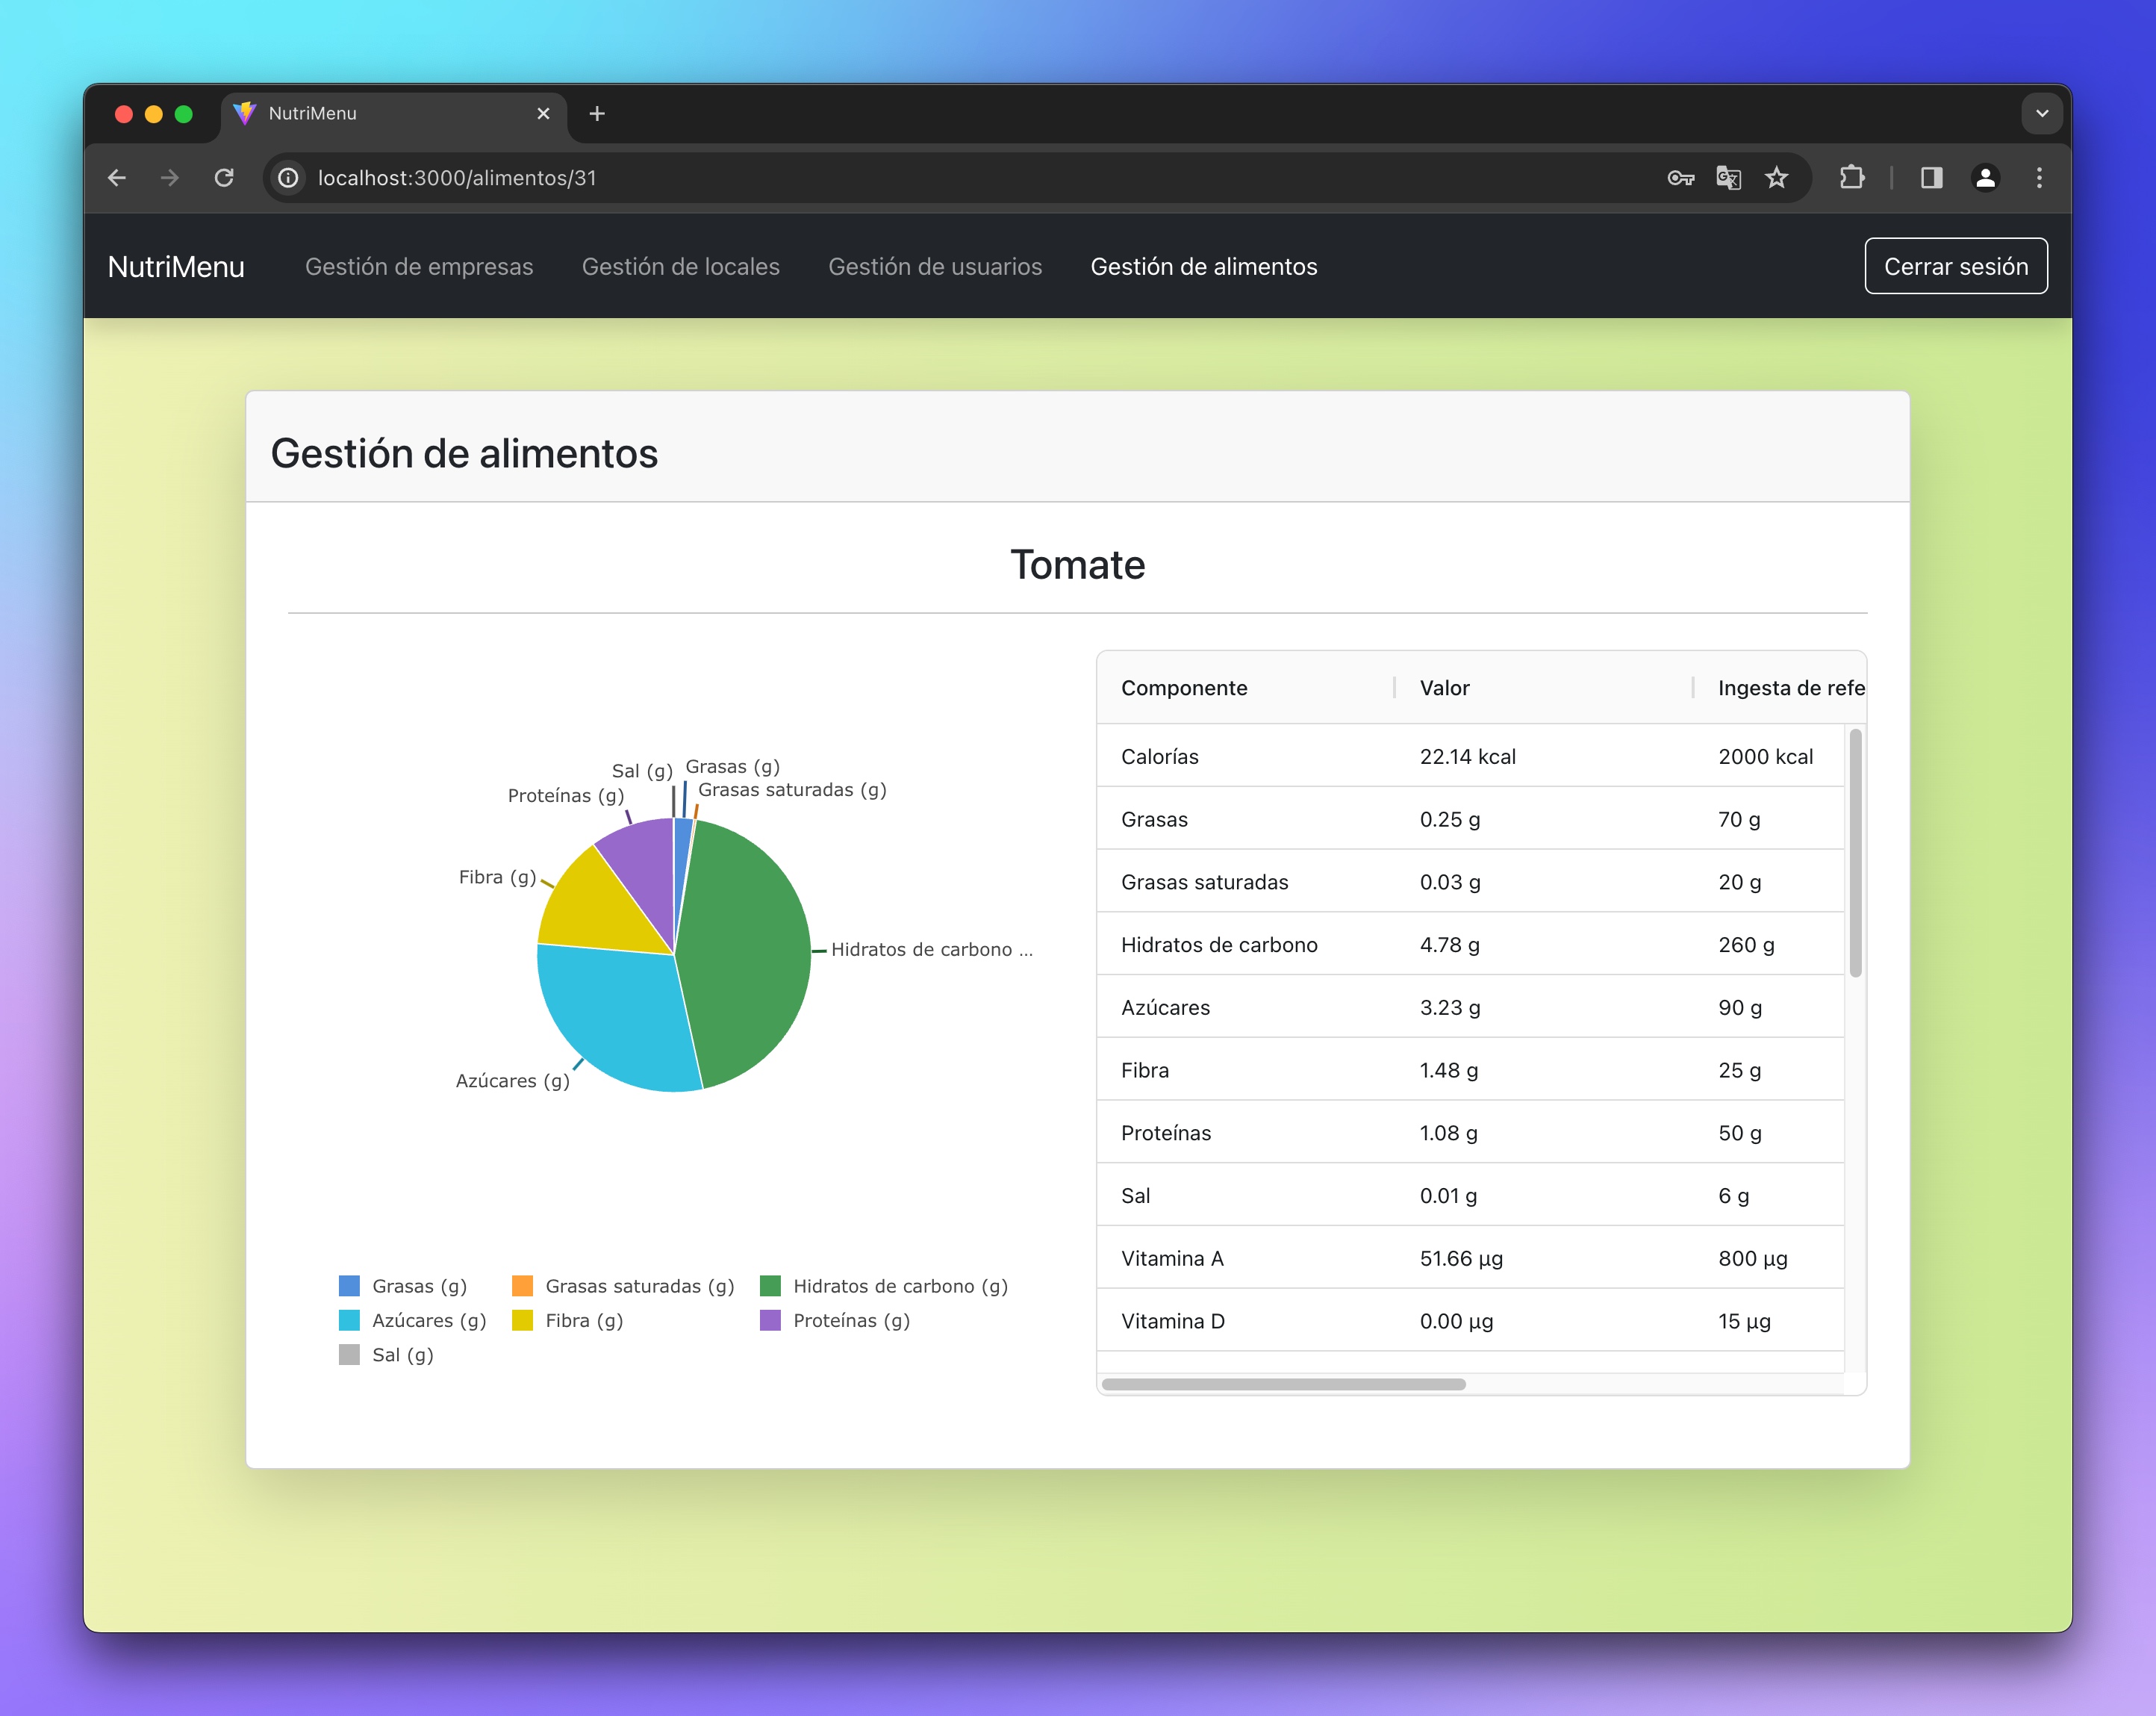 NutriMenu
localhost:3000/alimentos/31
NutriMenu Gestión de empresas Gestión de locales Gestión de usuarios Gestión de alimentos Cerrar sesión
Gestión de alimentos
Tomate
Sal (g) Grasas (g)
Proteínas (g) Grasas saturadas (g)
Fibra (g)
Hidratos de carbono ...
Azúcares (g)
Grasas (g) Grasas saturadas (g) Hidratos de carbono (g)
Azúcares (g) Fibra (g) Proteínas (g)
Sal (g)
Componente Valor Ingesta de refe
Calorías 22.14 kcal 2000 kcal
Grasas 0.25 g 70 g
Grasas saturadas 0.03 g 20 g
Hidratos de carbono 4.78 g 260 g
Azúcares 3.23 g 90 g
Fibra 1.48 g 25 g
Proteínas 1.08 g 50 g
Sal 0.01 g 6 g
Vitamina A 51.66 µg 800 µg
Vitamina D 0.00 µg 15 µg